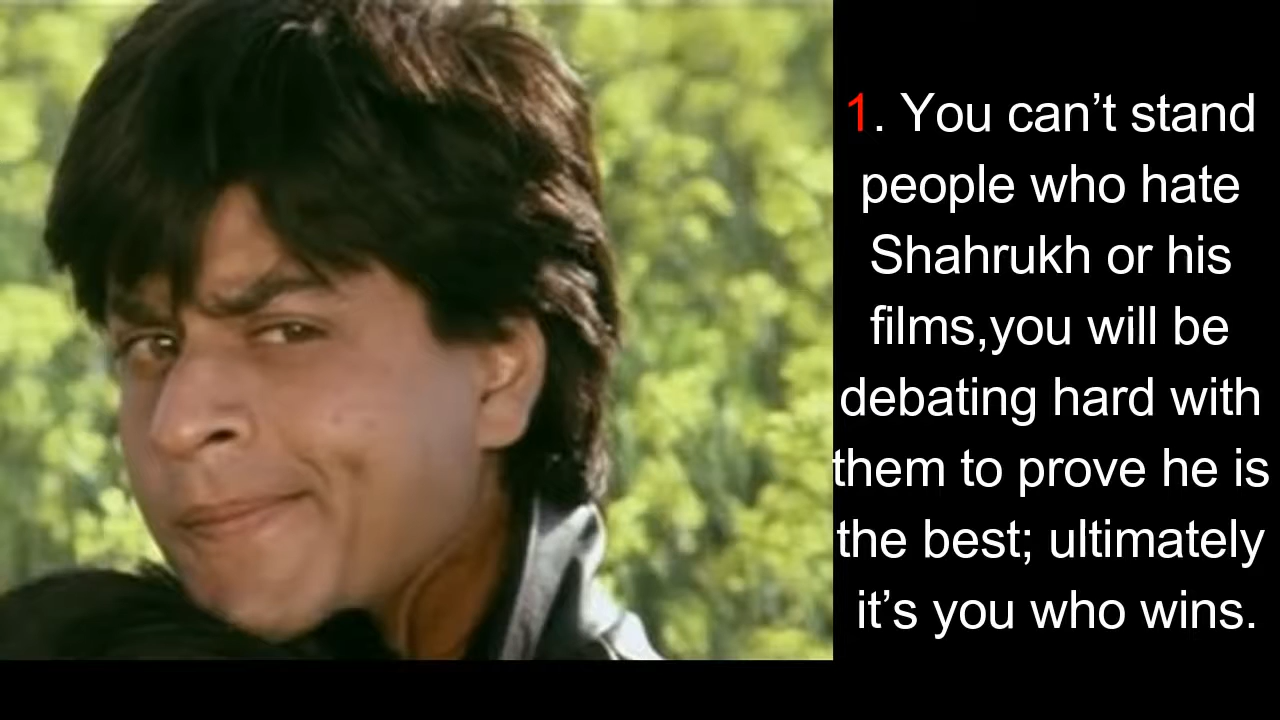 1. You can’t stand
people who hate
Shahrukh or his
films,you will be
debating hard with
them to prove he is
the best; ultimately
it’s you who wins.